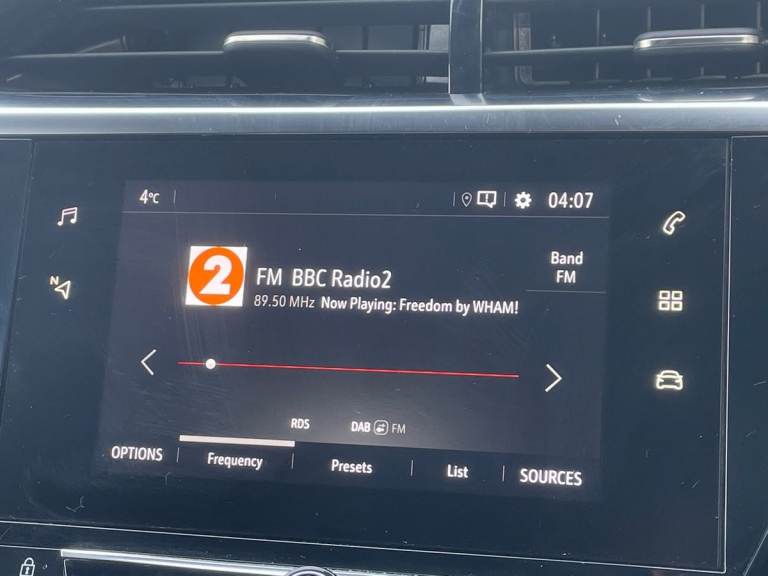 4°C
04:07
N
2
FM BBC Radio2
89.50 MHz Now Playing: Freedom by WHAM!
Band
FM
RDS
DAB FM
OPTIONS Frequency Presets List SOURCES